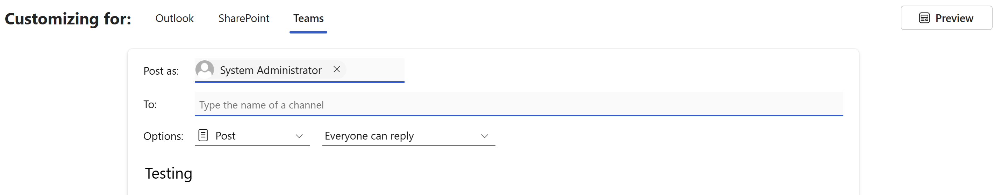 Customizing for: Outlook SharePoint Teams Preview
Post as: System Administrator
To: Type the name of a channel
Options: Post Everyone can reply
Testing